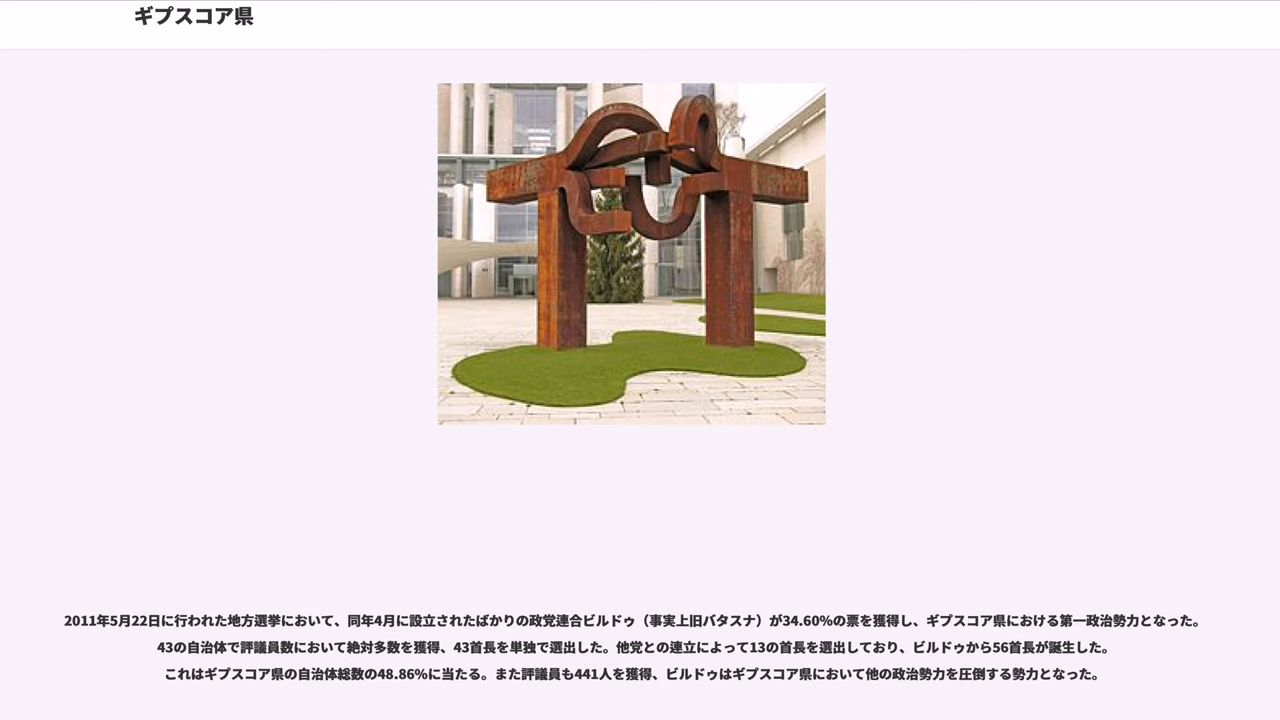 ギプスコア県
2011年5月22日に行われた地方選挙において、同年4月に設立されたばかりの政党連合ビルドゥ（事実上旧バタスナ）が34.60%の票を獲得し、ギプスコア県における第一政治勢力となった。
43の自治体で評議員数において絶対多数を獲得、43首長を単独で選出した。他党との連立によって13の首長を選出しており、ビルドゥから56首長が誕生した。
これはギプスコア県の自治体総数の48.86%に当たる。また評議員も441人を獲得、ビルドゥはギプスコア県において他の政治勢力を圧倒する勢力となった。